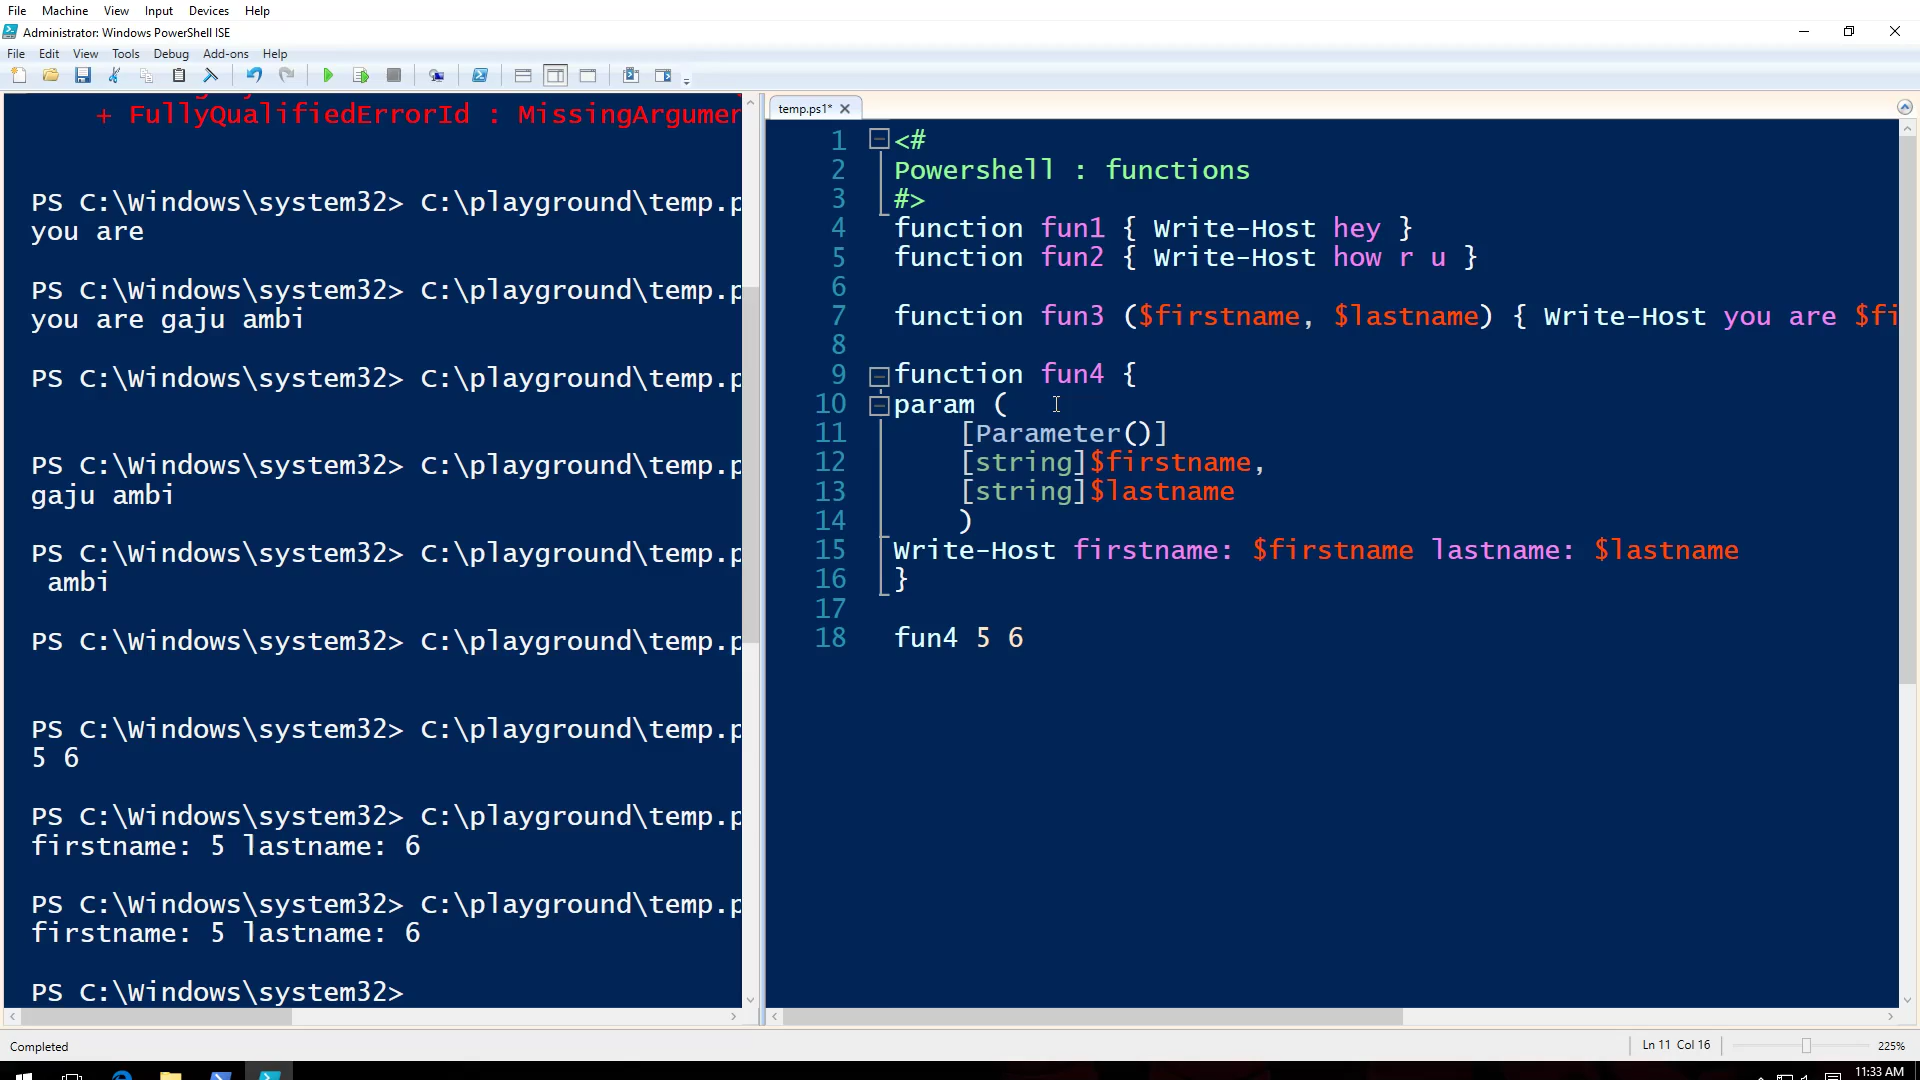 File Machine View Input Devices Help
Administrator: Windows PowerShell ISE
File Edit View Tools Debug Add-ons Help
+ FullyQualifiedErrorId : MissingArgumer
PS C:\Windows\system32> C:\playground\temp.p
you are
PS C:\Windows\system32> C:\playground\temp.p
you are gaju ambi
PS C:\Windows\system32> C:\playground\temp.p
PS C:\Windows\system32> C:\playground\temp.p
gaju ambi
PS C:\Windows\system32> C:\playground\temp.p
ambi
PS C:\Windows\system32> C:\playground\temp.p
PS C:\Windows\system32> C:\playground\temp.p
5 6
PS C:\Windows\system32> C:\playground\temp.p
firstname: 5 lastname: 6
PS C:\Windows\system32> C:\playground\temp.p
firstname: 5 lastname: 6
PS C:\Windows\system32>
temp.ps1*
1 <#
2 Powershell : functions
3 #>
4 function fun1 { Write-Host hey }
5 function fun2 { Write-Host how r u }
6
7 function fun3 ($firstname, $lastname) { Write-Host you are $fi
8
9 function fun4 {
10 param (
11 [Parameter()]
12 [string]$firstname,
13 [string]$lastname
14 )
15 Write-Host firstname: $firstname lastname: $lastname
16 }
17
18 fun4 5 6
Completed
Ln 11 Col 16
225%
11:33 AM